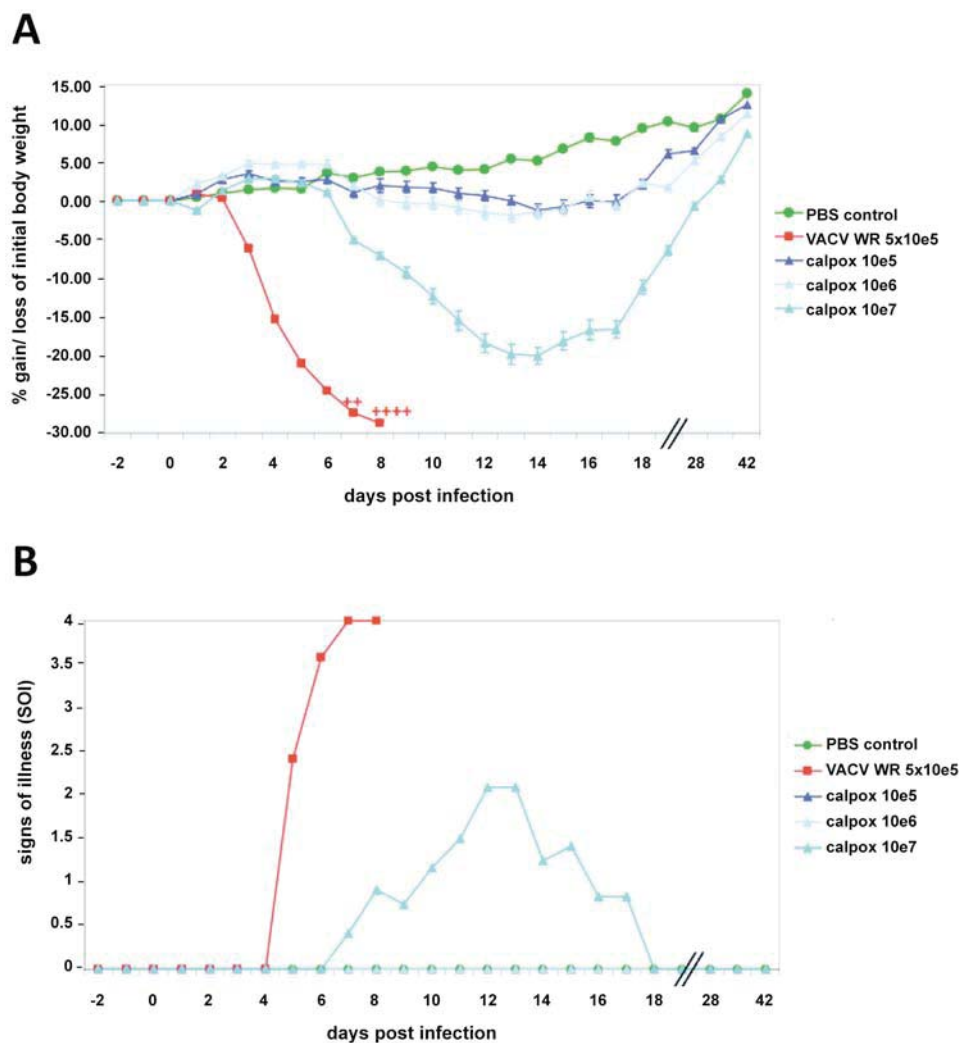 A
15.00
10.00
5.00
0.00
-5.00
-10.00
-15.00
-20.00
-25.00
-30.00
% gain/ loss of initial body weight
++ ++++
-2 0 2 4 6 8 10 12 14 16 18 28 42
days post infection
PBS control
VACV WR 5x10e5
calpox 10e5
calpox 10e6
calpox 10e7
B
4
3.5
3
2.5
2
1.5
1
0.5
0
signs of illness (SOI)
-2 0 2 4 6 8 10 12 14 16 18 28 42
days post infection
PBS control
VACV WR 5x10e5
calpox 10e5
calpox 10e6
calpox 10e7